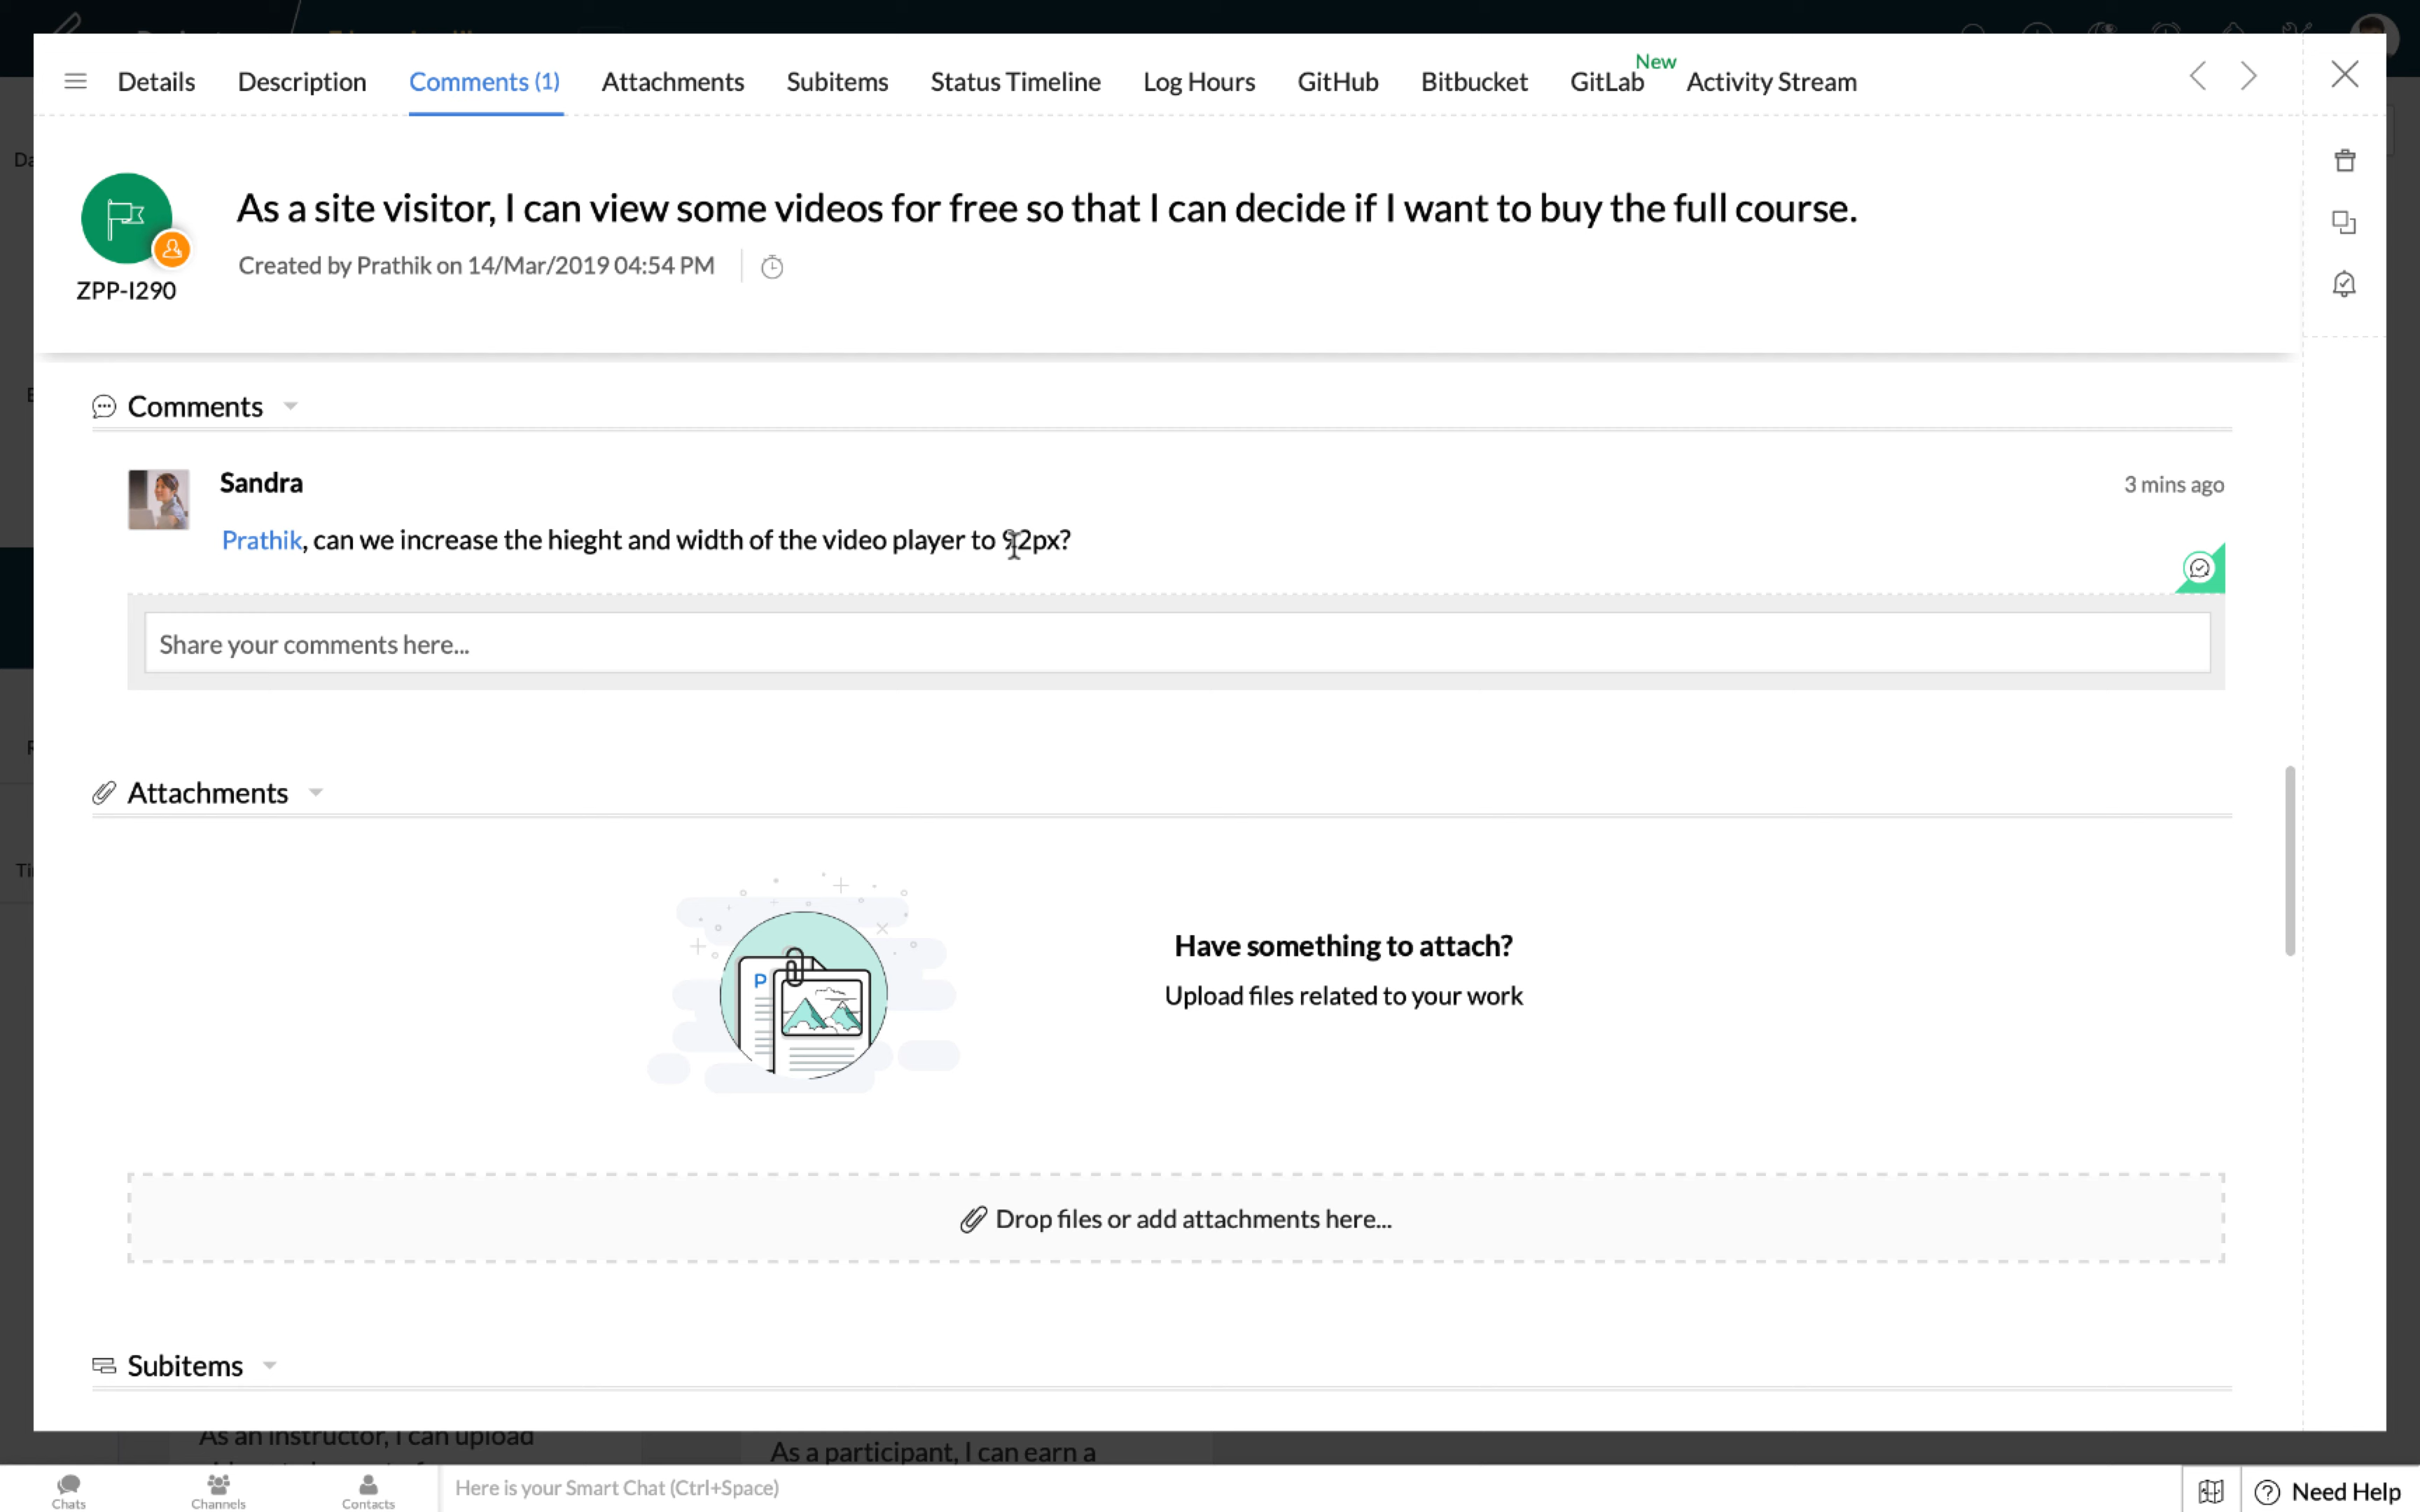 Details Description Comments (1) Attachments Subitems Status Timeline Log Hours GitHub Bitbucket GitLab New Activity Stream
As a site visitor, I can view some videos for free so that I can decide if I want to buy the full course.
Created by Prathik on 14/Mar/2019 04:54 PM
ZPP-I290
Comments
Sandra
3 mins ago
Prathik, can we increase the hieght and width of the video player to 92px?
Share your comments here...
Attachments
P
Have something to attach?
Upload files related to your work
Drop files or add attachments here...
Subitems
As an instructor, I can upload
As a participant, I can earn a
Chats
Channels
Contacts
Here is your Smart Chat (Ctrl+Space)
Need Help